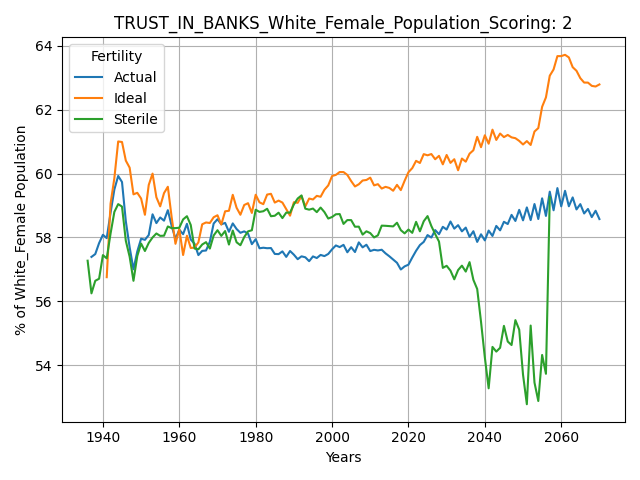 TRUST_IN_BANKS_White_Female_Population_Scoring: 2
Fertility
Actual
Ideal
Sterile
% of White_Female Population
64
62
60
58
56
54
1940 1960 1980 2000 2020 2040 2060
Years